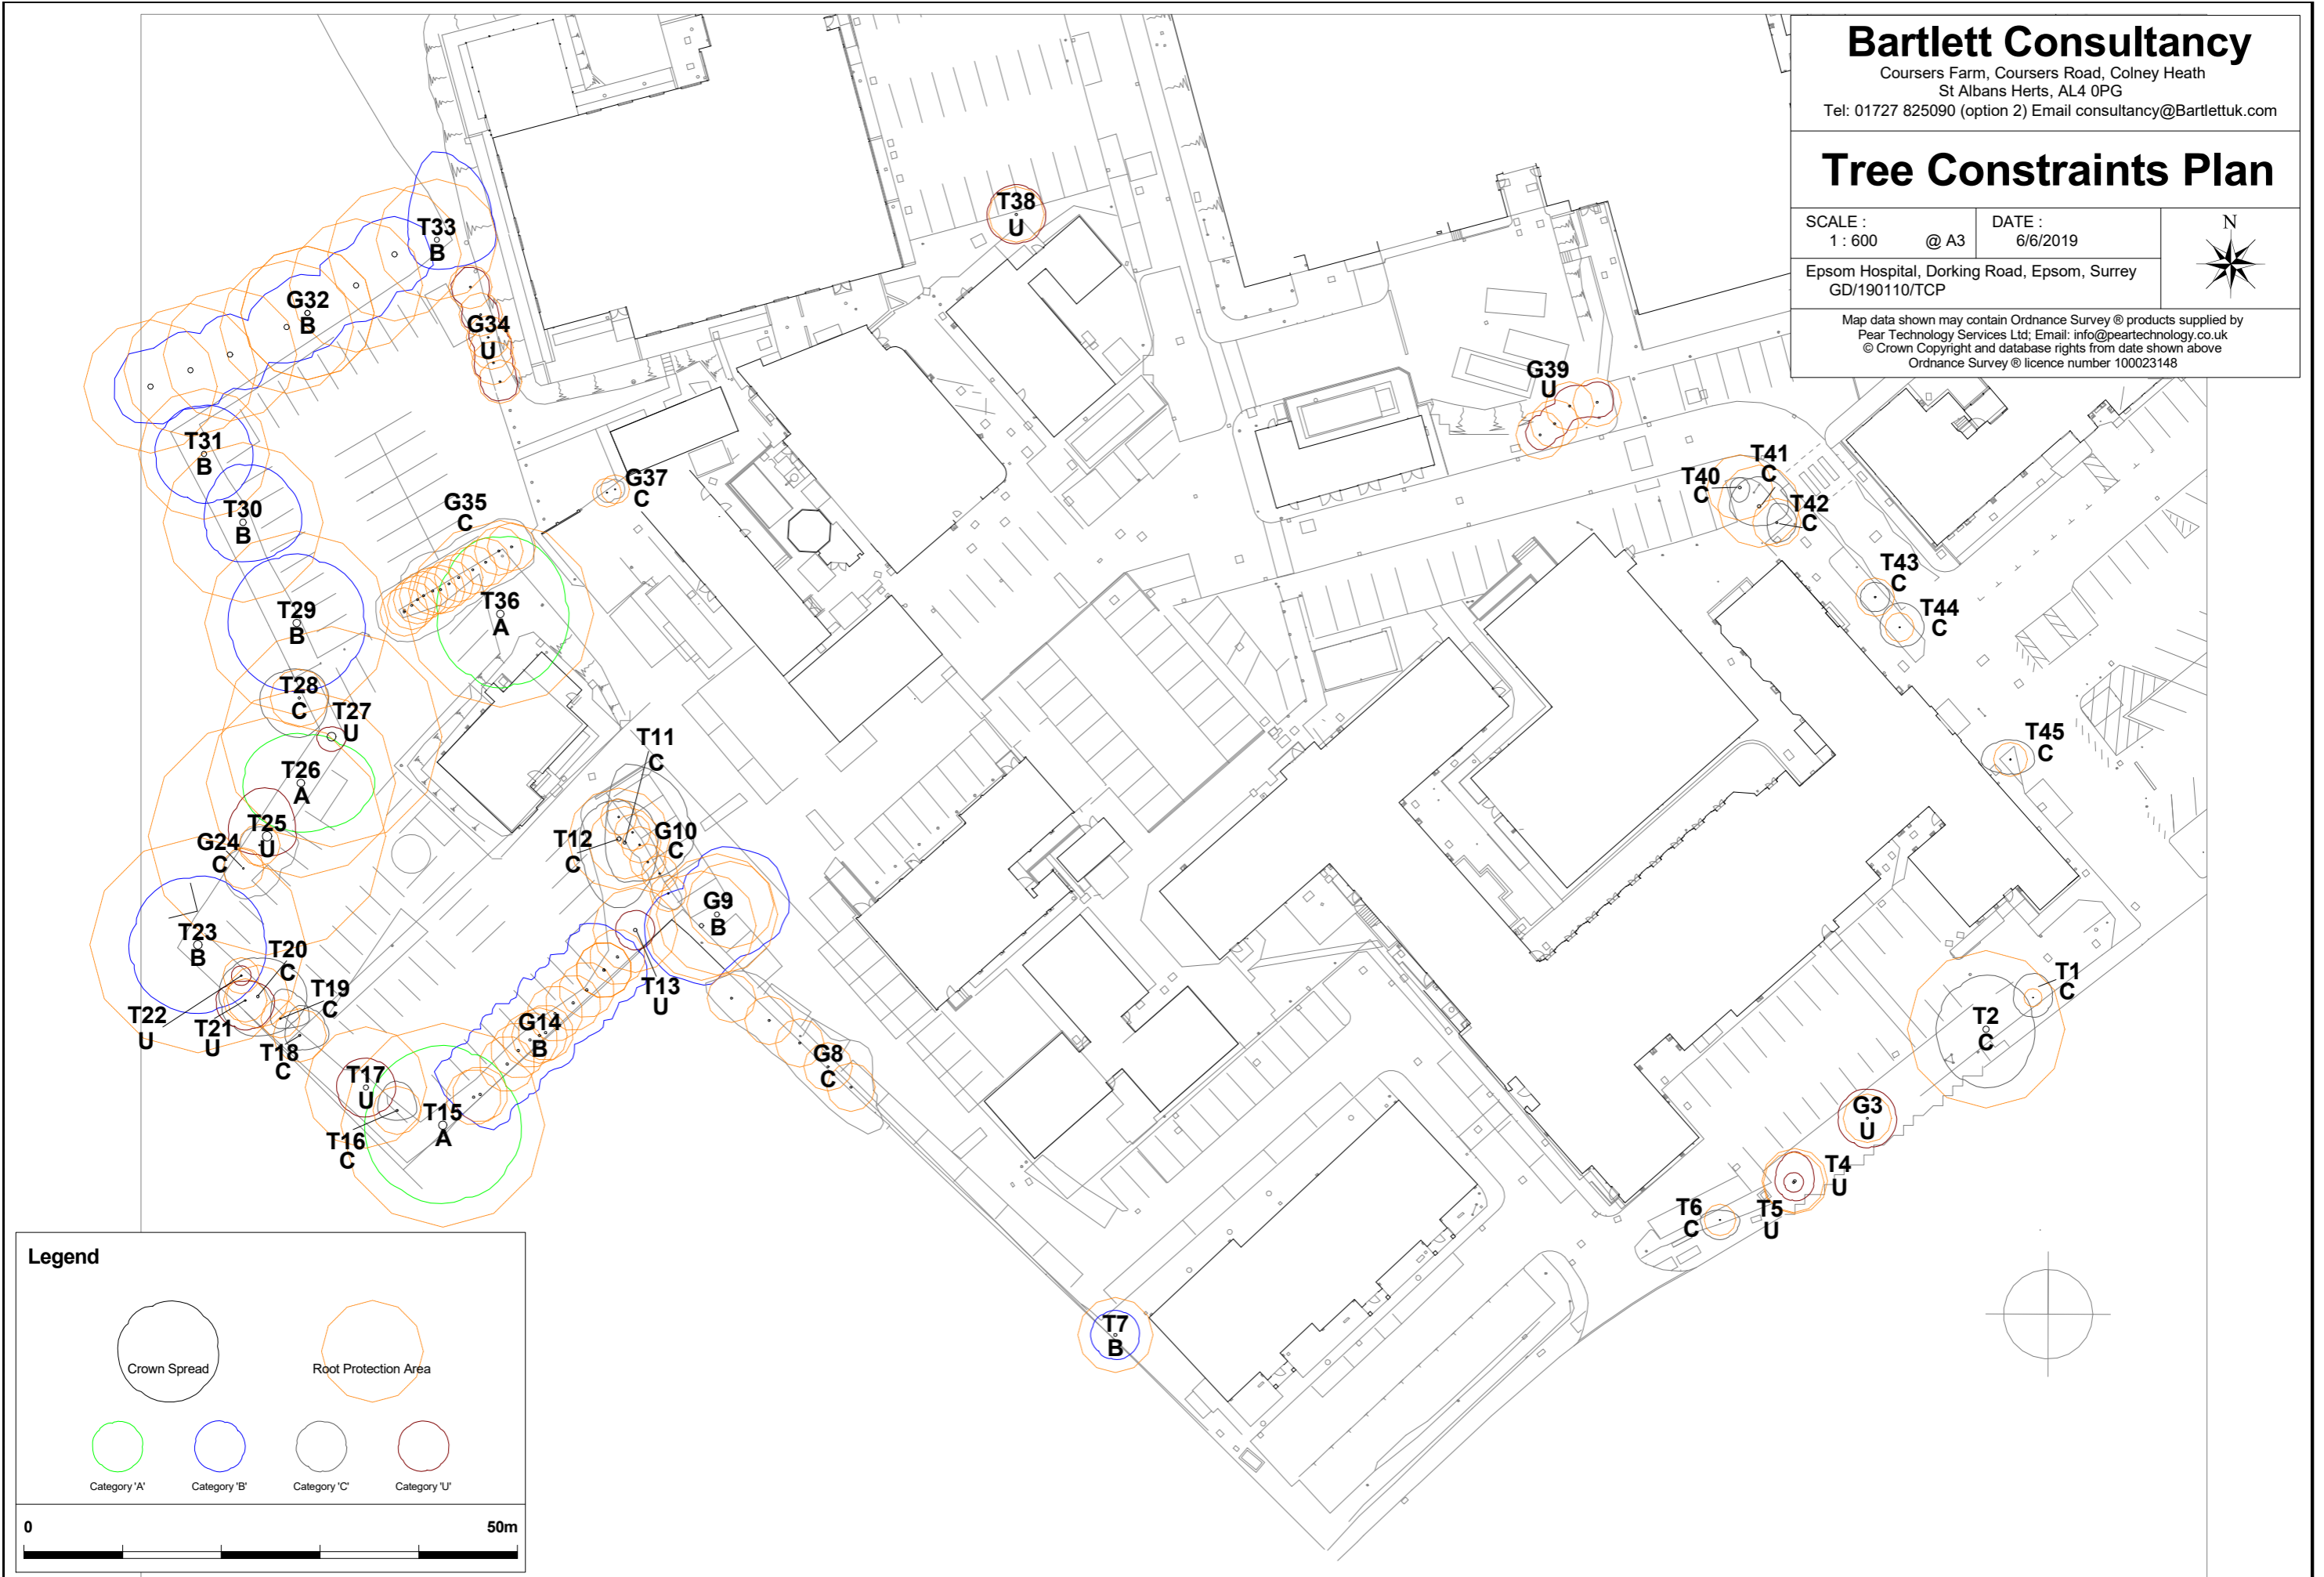 Bartlett Consultancy
Coursers Farm, Coursers Road, Colney Heath
St Albans Herts, AL4 0PG
Tel: 01727 825090 (option 2) Email consultancy@Bartlettuk.com
Tree Constraints Plan
SCALE :
1 : 600 @ A3
DATE :
6/6/2019
N
Epsom Hospital, Dorking Road, Epsom, Surrey
GD/190110/TCP
Map data shown may contain Ordnance Survey ® products supplied by
Pear Technology Services Ltd; Email: info@peartechnology.co.uk
© Crown Copyright and database rights from date shown above
Ordnance Survey ® licence number 100023148
T38
U
T33
B
G32
B
G34
U
G39
U
T31
B
T30
B
G35
C
G37
C
T41
C
T40
C
T42
C
T43
C
T44
C
T29
B
T36
A
T28
C
T27
U
T26
A
T25
U
G24
C
T11
C
T12
C
G10
C
T45
C
G9
B
T23
B
T20
C
T19
C
T22
U
T21
U
T18
C
T13
U
G14
B
G8
C
T17
U
T16
C
T15
A
T1
C
T2
C
G3
U
T4
U
T5
U
T6
C
T7
B
Legend
Crown Spread
Root Protection Area
Category 'A'
Category 'B'
Category 'C'
Category 'U'
0 50m